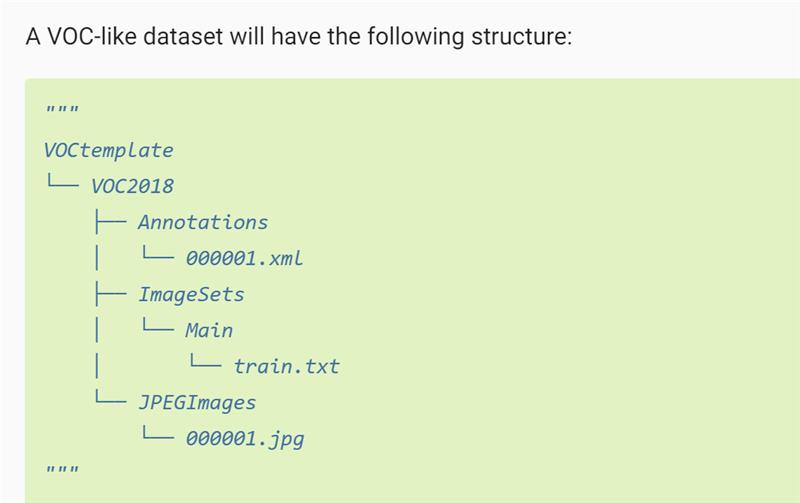 A VOC-like dataset will have the following structure:
"""
VOCtemplate
└── VOC2018
    ├── Annotations
    │   └── 000001.xml
    ├── ImageSets
    │   └── Main
    │       └── train.txt
    └── JPEGImages
        └── 000001.jpg
"""